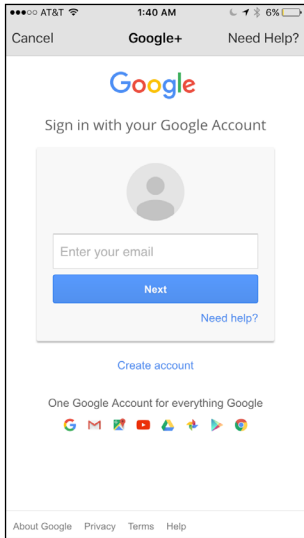 AT&T 1:40 AM 6%
Cancel Google+ Need Help?
Google
Sign in with your Google Account
Enter your email
Next
Need help?
Create account
One Google Account for everything Google
About Google Privacy Terms Help